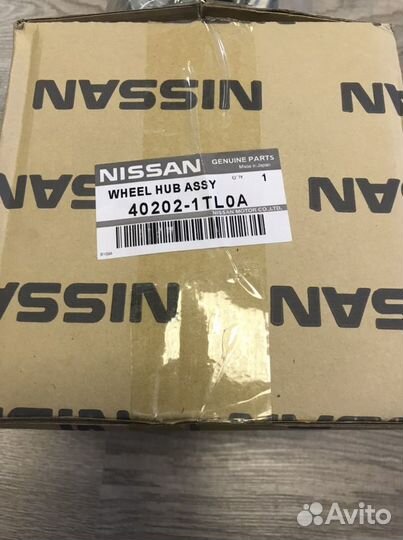 NISSAN
NISSAN
NISSAN GENUINE PARTS
Made in Japan
WHEEL HUB ASSY Q'TY 1
40202-1TL0A
NISSAN MOTOR CO.,LTD.
NISSAN
NISSAN
NISSAN
NISSAN
Avito